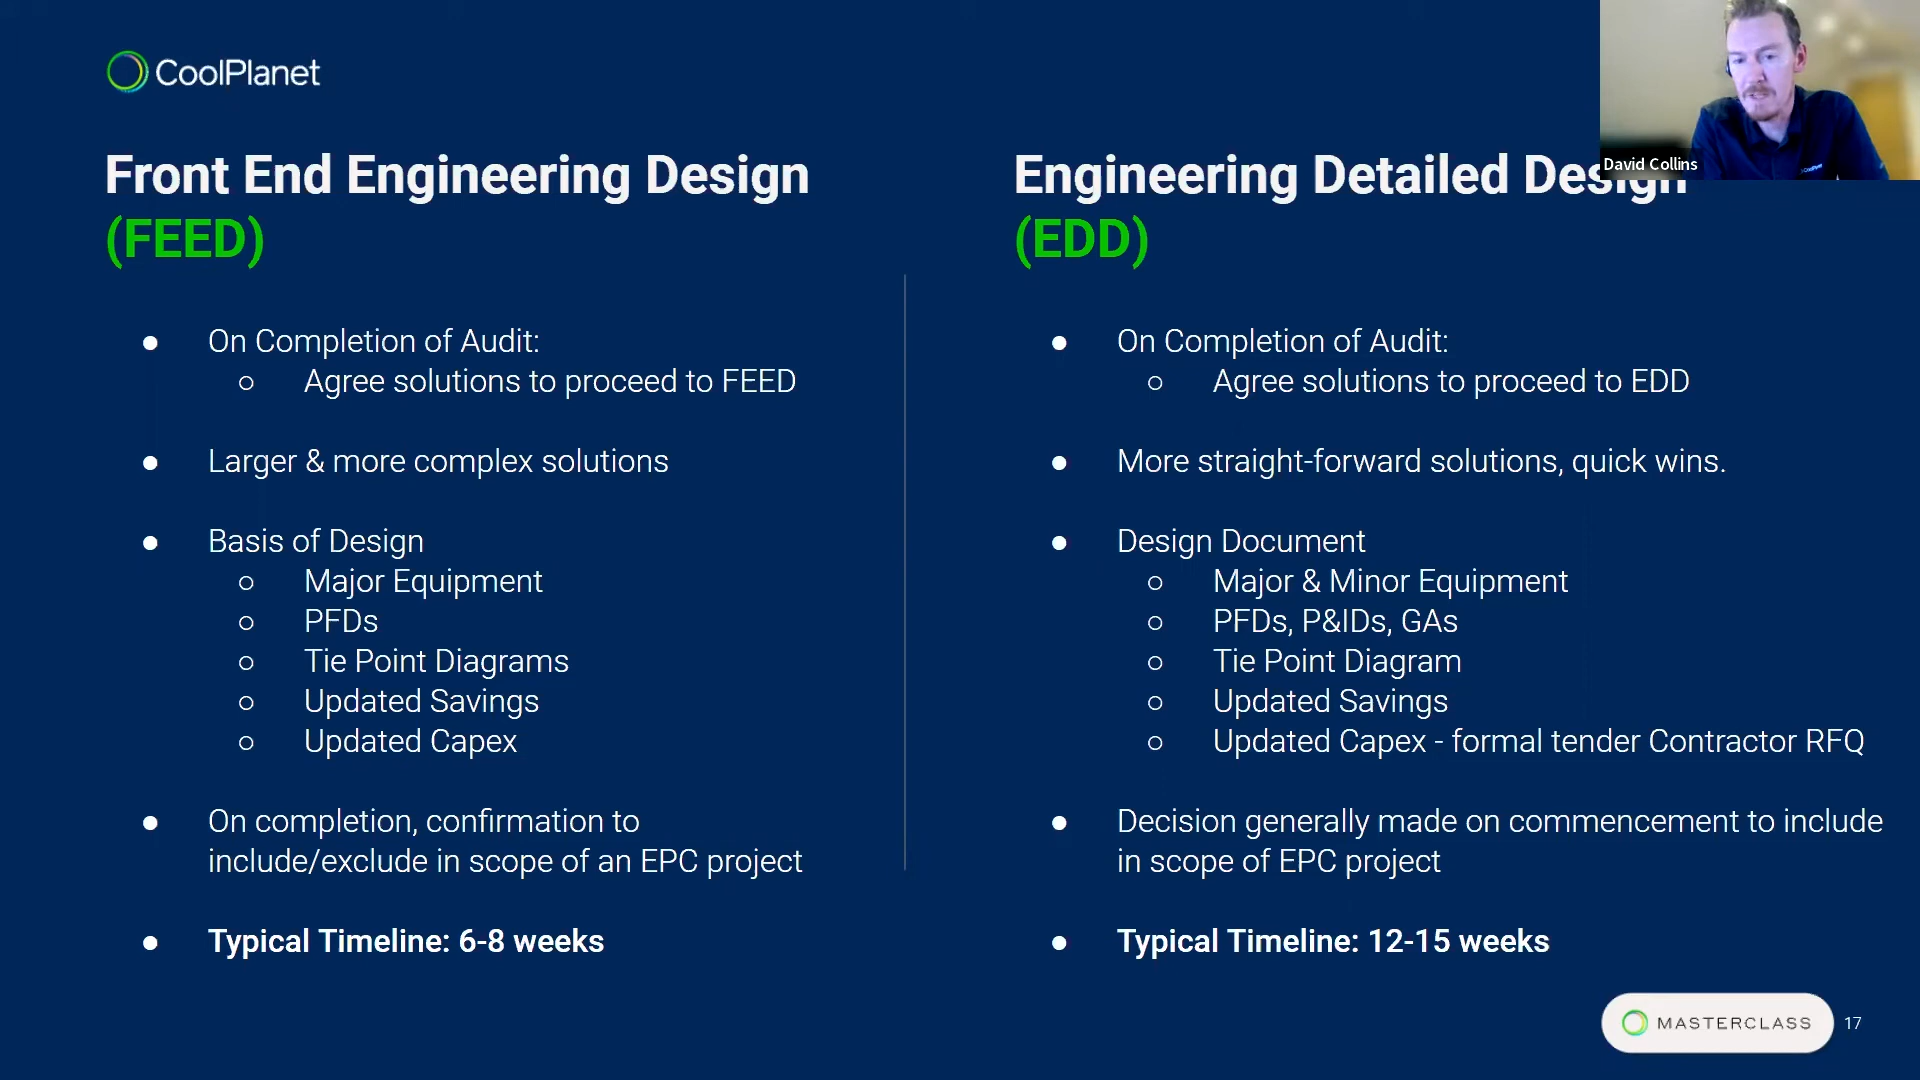 CoolPlanet
David Collins
Front End Engineering Design
(FEED)
● On Completion of Audit:
○ Agree solutions to proceed to FEED
● Larger & more complex solutions
● Basis of Design
○ Major Equipment
○ PFDs
○ Tie Point Diagrams
○ Updated Savings
○ Updated Capex
● On completion, confirmation to
include/exclude in scope of an EPC project
● Typical Timeline: 6-8 weeks
Engineering Detailed Design
(EDD)
● On Completion of Audit:
○ Agree solutions to proceed to EDD
● More straight-forward solutions, quick wins.
● Design Document
○ Major & Minor Equipment
○ PFDs, P&IDs, GAs
○ Tie Point Diagram
○ Updated Savings
○ Updated Capex - formal tender Contractor RFQ
● Decision generally made on commencement to include
in scope of EPC project
● Typical Timeline: 12-15 weeks
MASTERCLASS
17